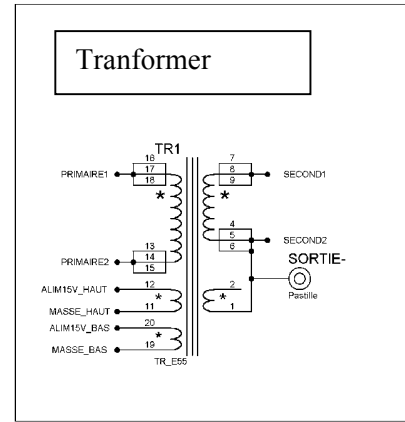 Tranformer
TR1
16
17
18
PRIMAIRE1
*
7
8
9
SECOND1
*
13
14
15
PRIMAIRE2
4
5
6
SECOND2
SORTIE-
Pastille
ALIM15V_HAUT
12
*
MASSE_HAUT
11
2
*
1
ALIM15V_BAS
20
*
MASSE_BAS
19
TR_E55